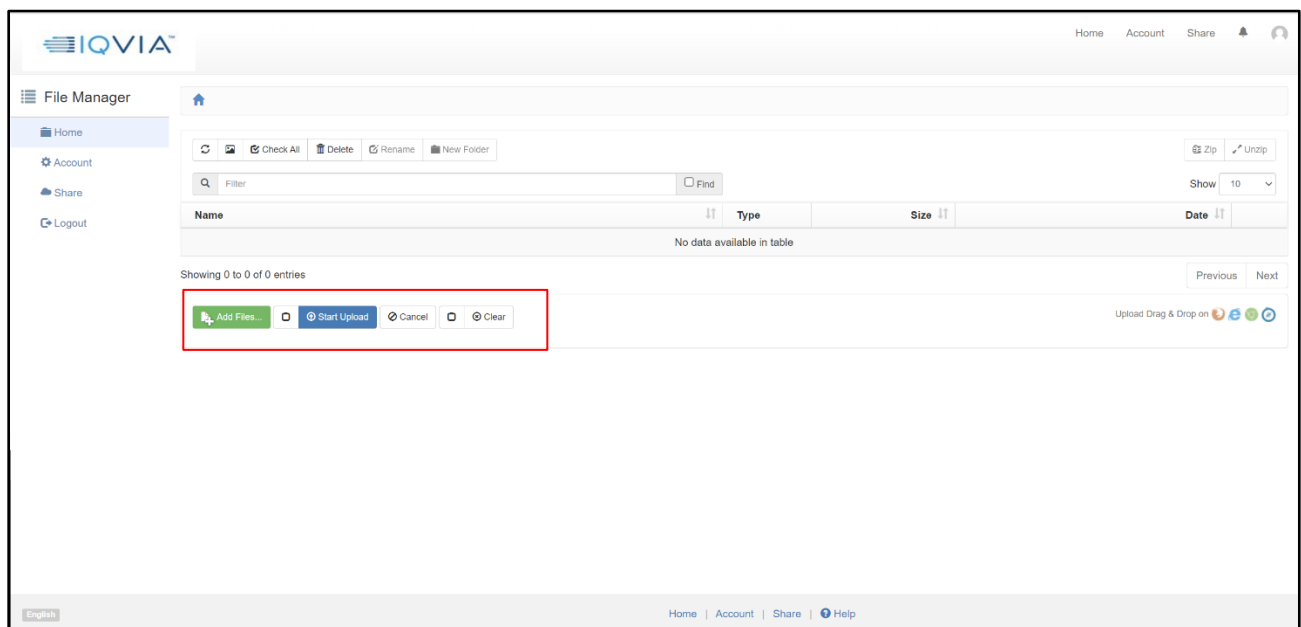 IQVIA™
Home Account Share
File Manager
Home
Account
Share
Logout
Check All Delete Rename New Folder Zip Unzip
Filter Find Show 10
Name Type Size Date
No data available in table
Showing 0 to 0 of 0 entries Previous Next
Add Files... Start Upload Cancel Clear Upload Drag & Drop on
English Home | Account | Share | Help